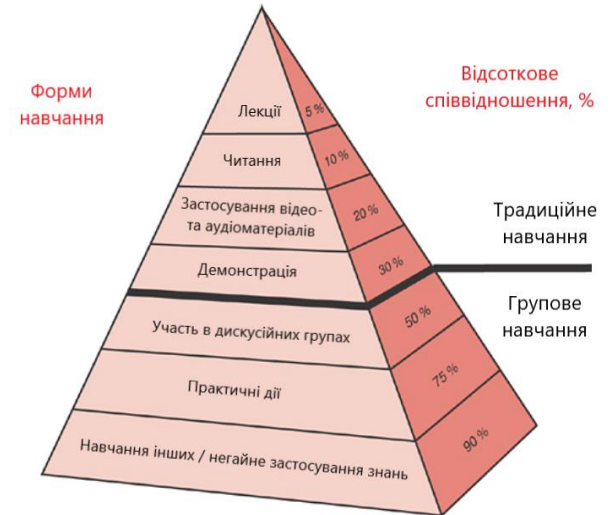 Форми
навчання
Відсоткове
співвідношення, %
Лекції 5 %
Читання 10 %
Застосування відео-
та аудіоматеріалів 20 %
Демонстрація 30 %
Традиційне
навчання
Групове
навчання
Участь в дискусійних групах 50 %
Практичні дії 75 %
Навчання інших / негайне застосування знань 90 %